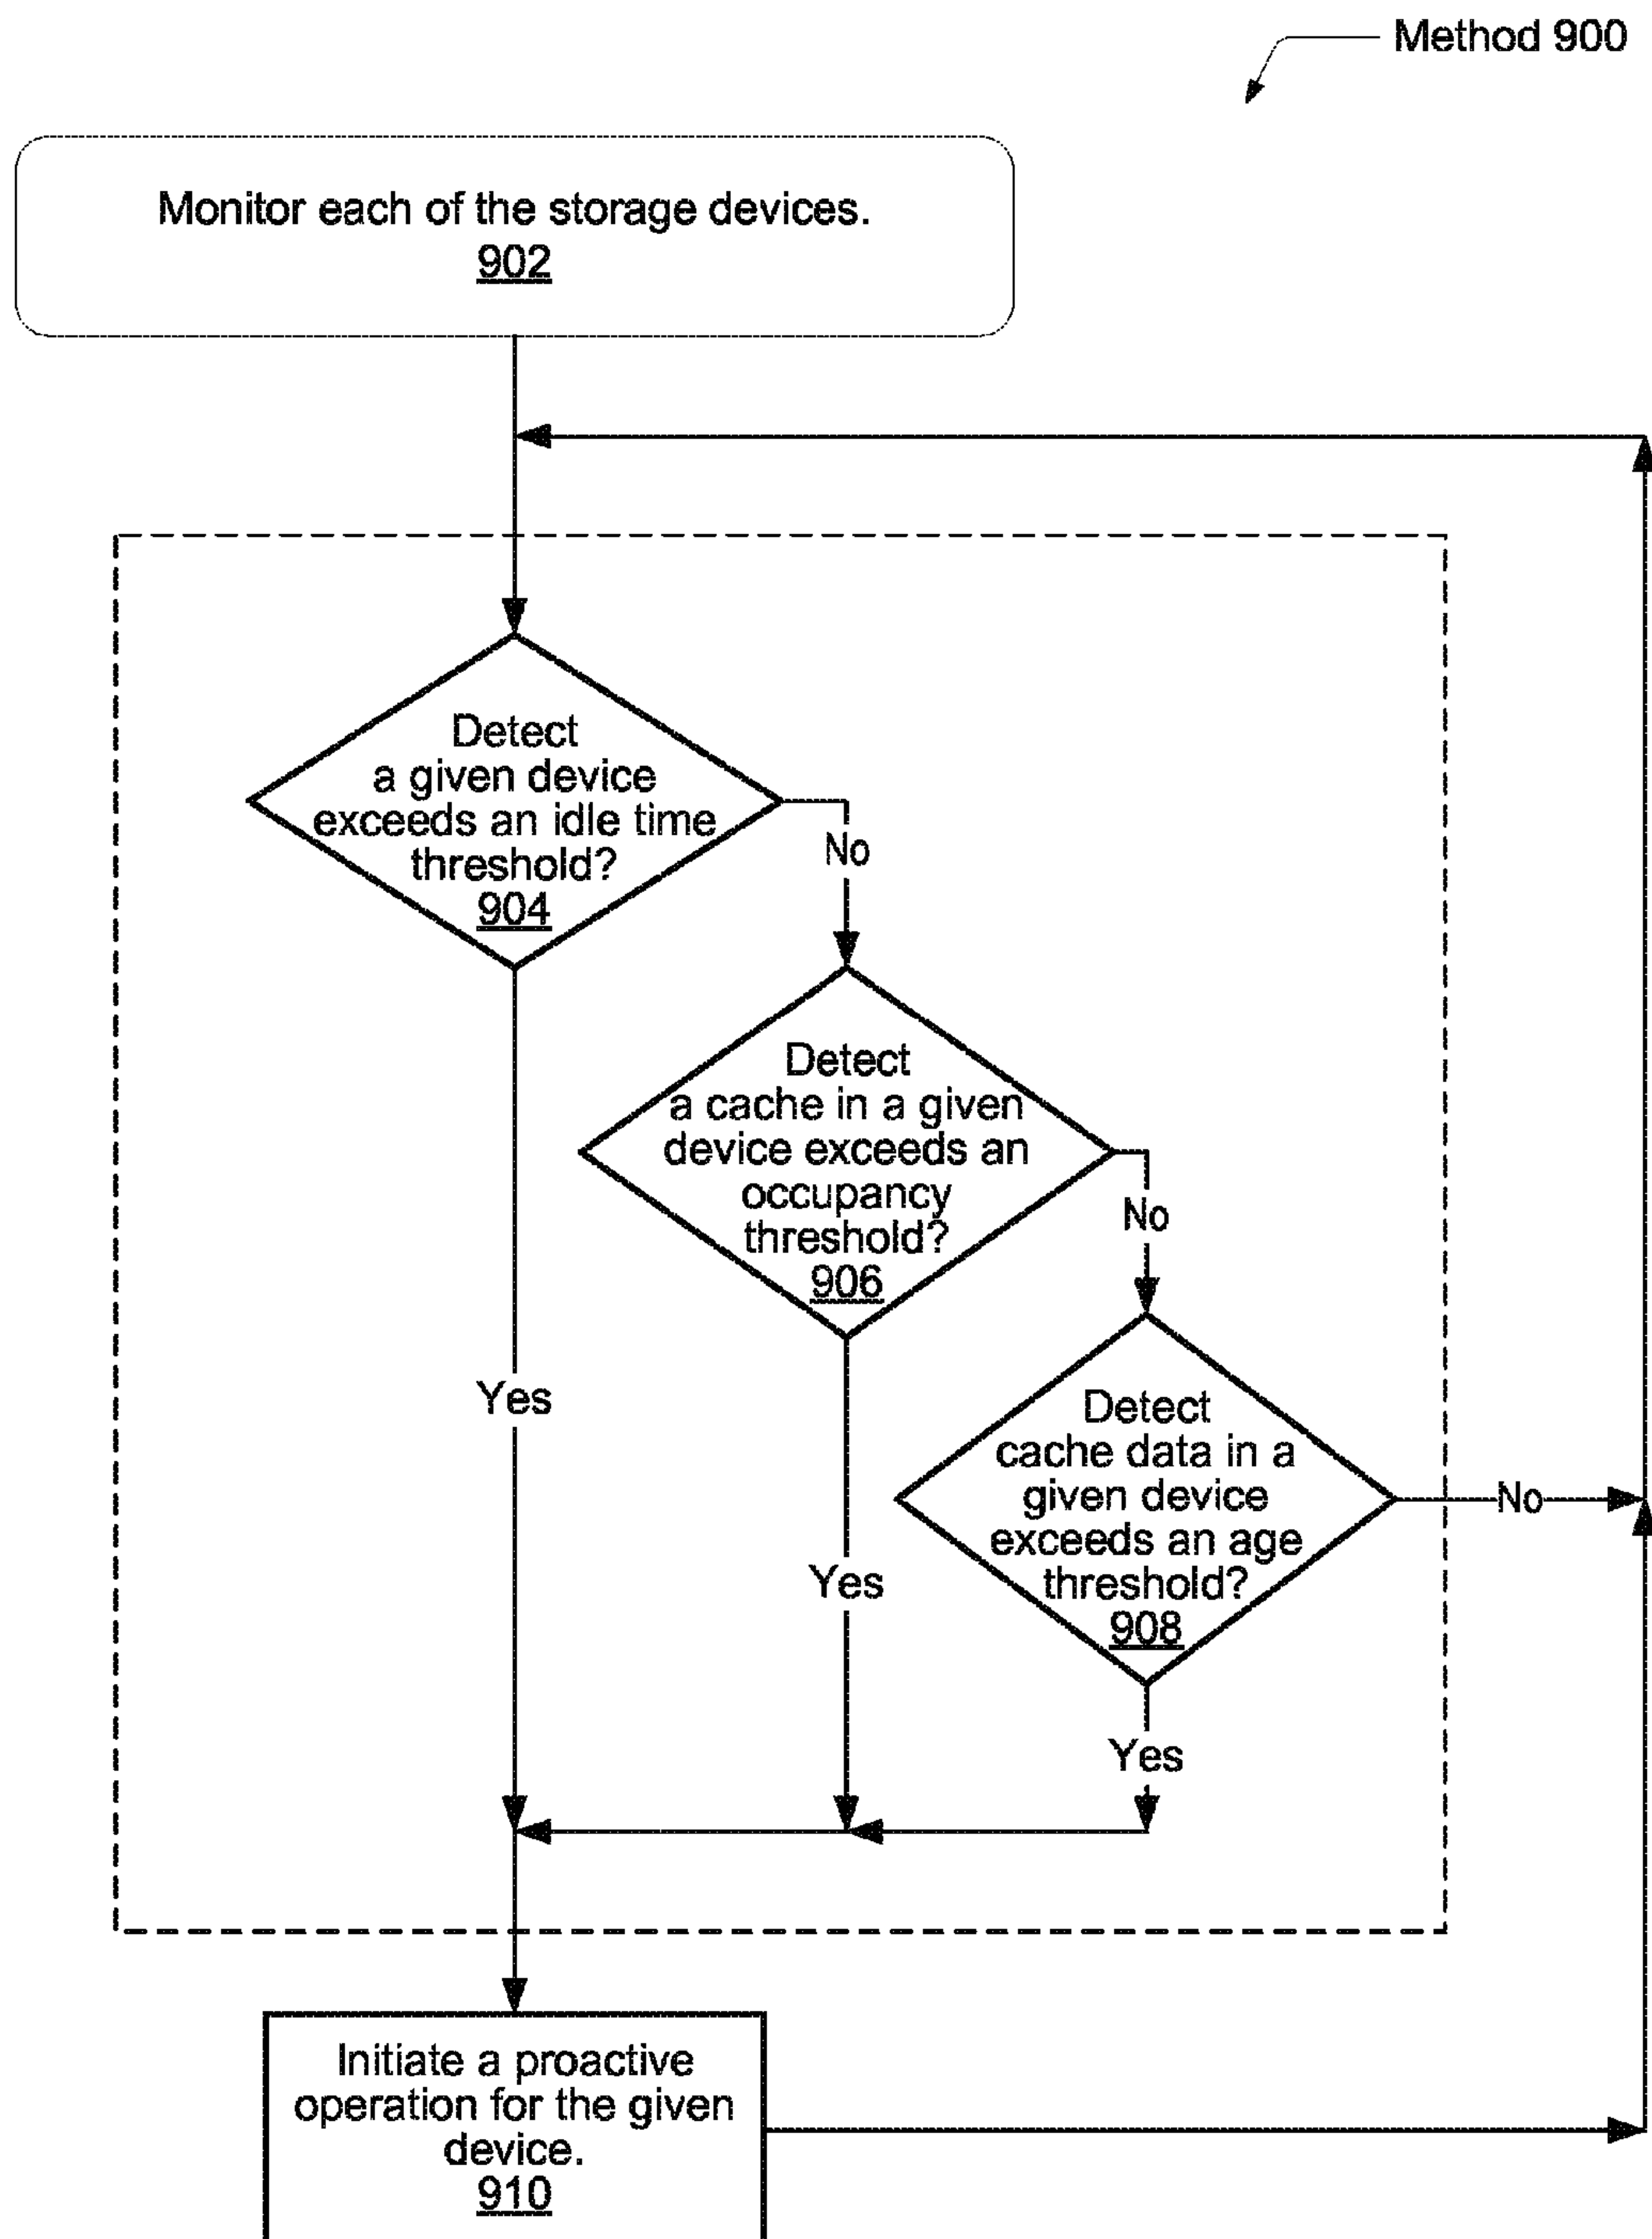 Method 900
Monitor each of the storage devices.
902
Detect
a given device
exceeds an idle time
threshold?
904
No
Detect
a cache in a given
device exceeds an
occupancy
threshold?
906
No
Yes
Detect
cache data in a
given device
exceeds an age
threshold?
908
No
Yes
Yes
Initiate a proactive
operation for the given
device.
910